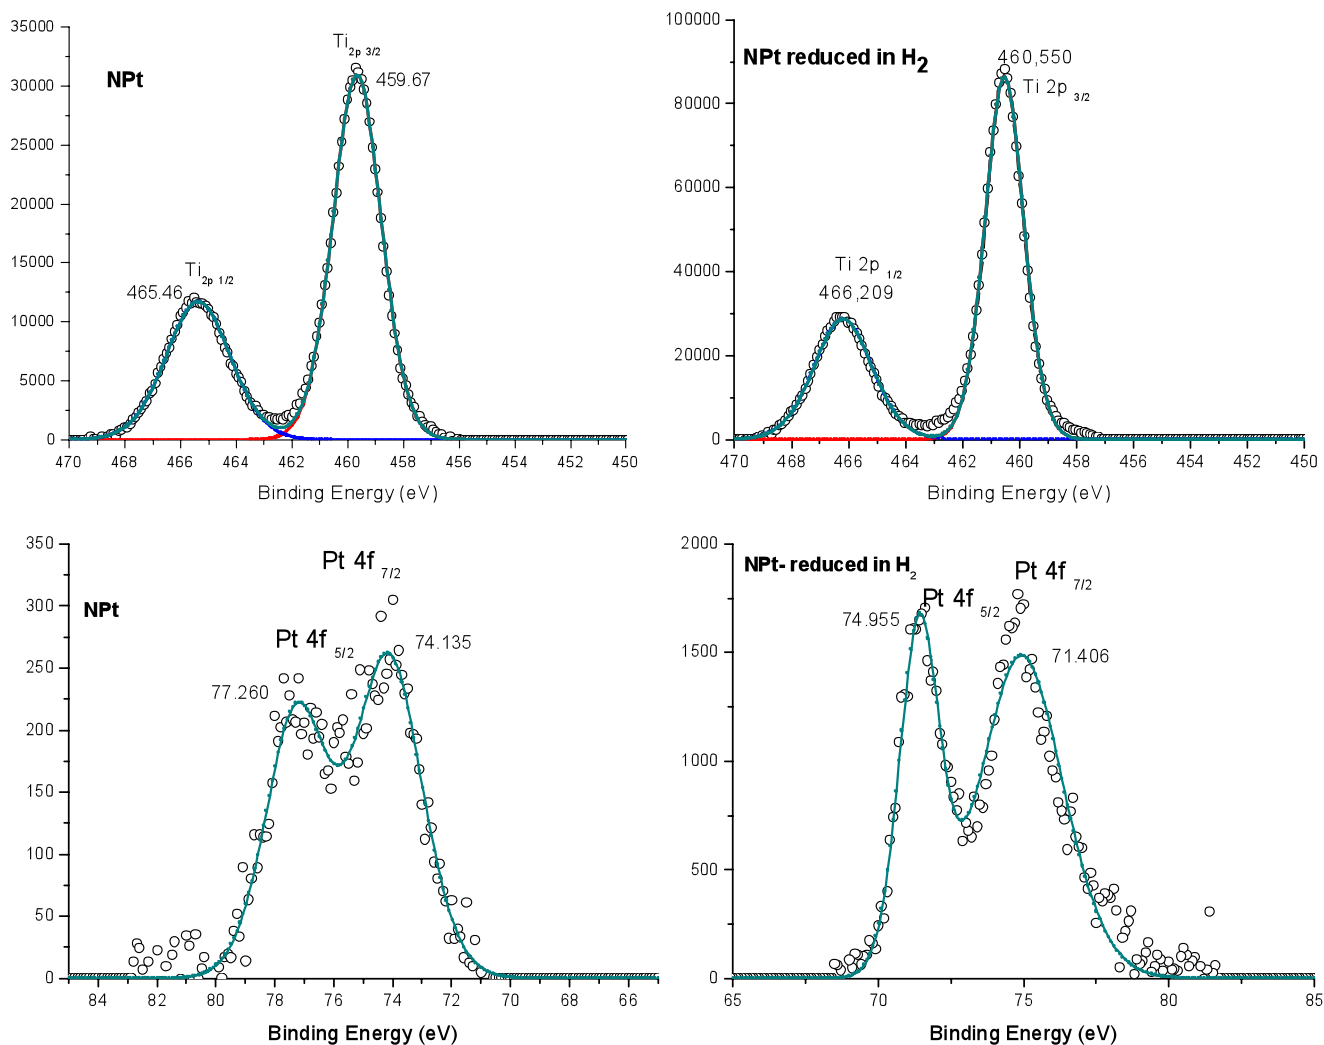 35000
30000
25000
20000
15000
10000
5000
0
NPt
Ti2p 3/2
459.67
Ti2p 1/2
465.46
470 468 466 464 462 460 459 456 454 452 450
Binding Energy (eV)
100000
80000
60000
40000
20000
0
NPt reduced in H2
460,550
Ti 2p 3/2
Ti 2p 1/2
466,209
470 468 466 464 462 460 456 454 452 450
Binding Energy (eV)
350
300
250
200
150
100
50
0
NPt
Pt 4f 7/2
Pt 4f 5/2
74.135
77.260
84 82 80 78 76 74 72 70 68 66
Binding Energy (eV)
2000
1500
1000
500
0
NPt- reduced in H2
Pt 4f 7/2
Pt 4f 5/2
74.955
71.406
65 70 75 80 85
Binding Energy (eV)